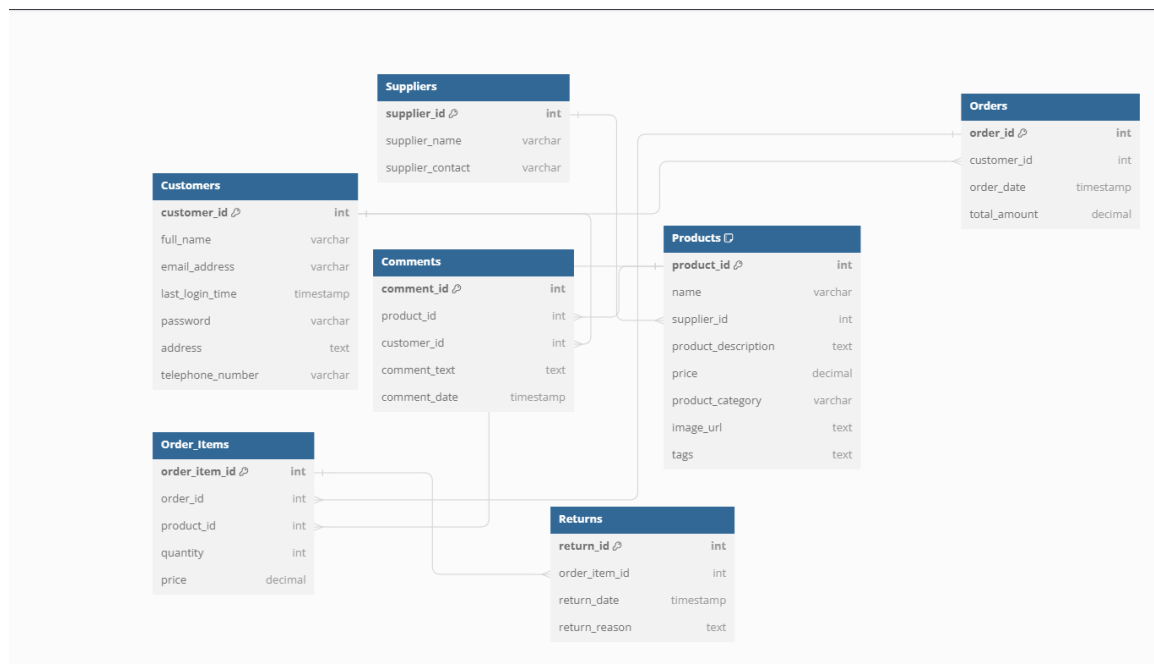 Suppliers
supplier_id int
supplier_name varchar
supplier_contact varchar
Orders
order_id int
customer_id int
order_date timestamp
total_amount decimal
Customers
customer_id int
full_name varchar
email_address varchar
last_login_time timestamp
password varchar
address text
telephone_number varchar
Comments
comment_id int
product_id int
customer_id int
comment_text text
comment_date timestamp
Products
product_id int
name varchar
supplier_id int
product_description text
price decimal
product_category varchar
image_url text
tags text
Order_Items
order_item_id int
order_id int
product_id int
quantity int
price decimal
Returns
return_id int
order_item_id int
return_date timestamp
return_reason text